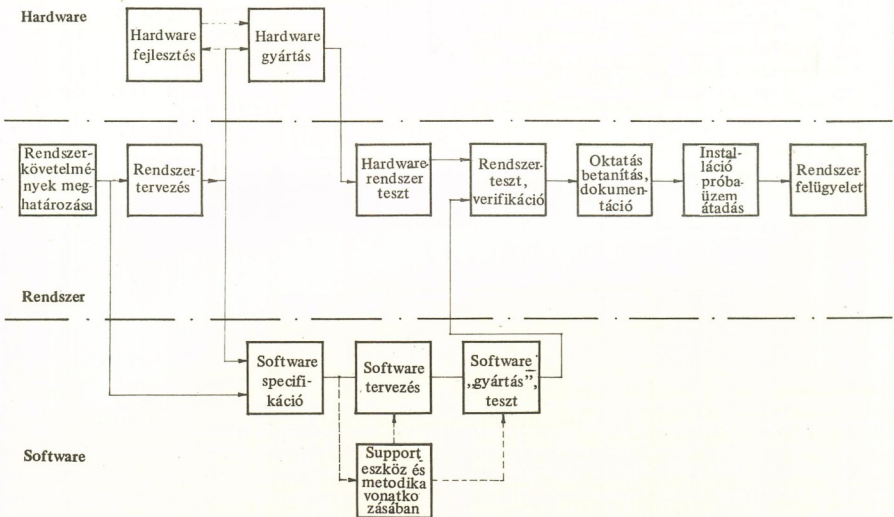 Hardware
Hardware
fejlesztés
Hardware
gyártás
Rendszer-
követelmé-
nyek meg-
határozása
Rendszer-
tervezés
Hardware-
rendszer
teszt
Rendszer-
teszt,
verifikáció
Oktatás
betanítás,
dokumen-
táció
Instal-
láció
próba-
üzem
átadás
Rendszer-
felügyelet
Rendszer
Software
specifi-
káció
Software
tervezés
Software
„gyártás”,
teszt
Software
Support
eszköz és
metodika
vonatko
zásában